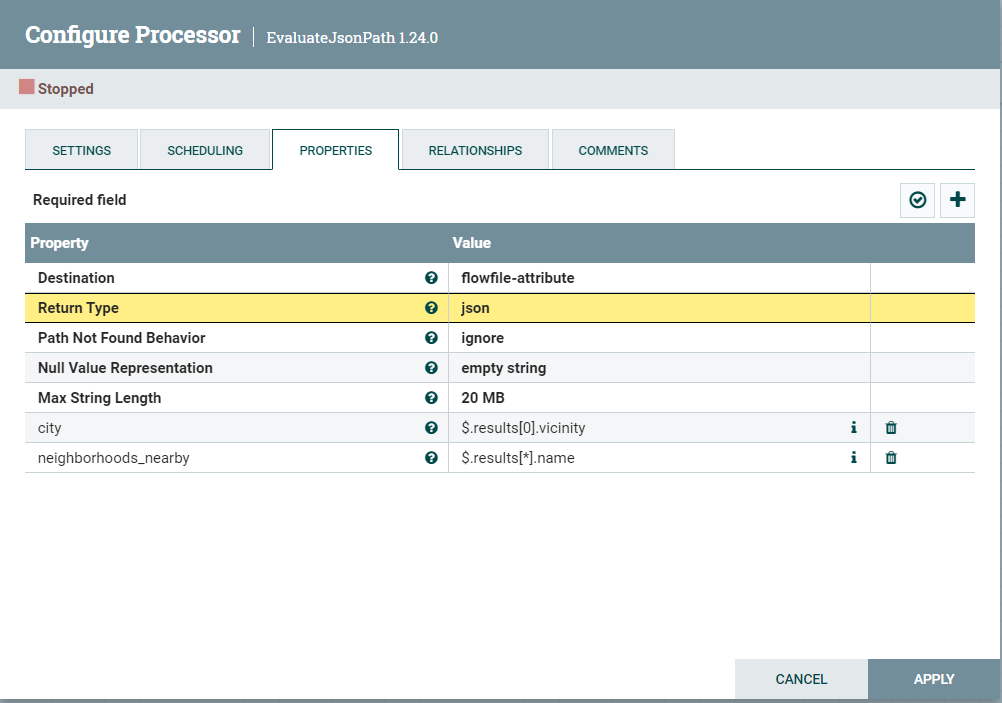 Configure Processor | EvaluateJsonPath 1.24.0
Stopped
SETTINGS SCHEDULING PROPERTIES RELATIONSHIPS COMMENTS
Required field
Property Value
Destination flowfile-attribute
Return Type json
Path Not Found Behavior ignore
Null Value Representation empty string
Max String Length 20 MB
city $.results[0].vicinity
neighborhoods_nearby $.results[*].name
CANCEL APPLY